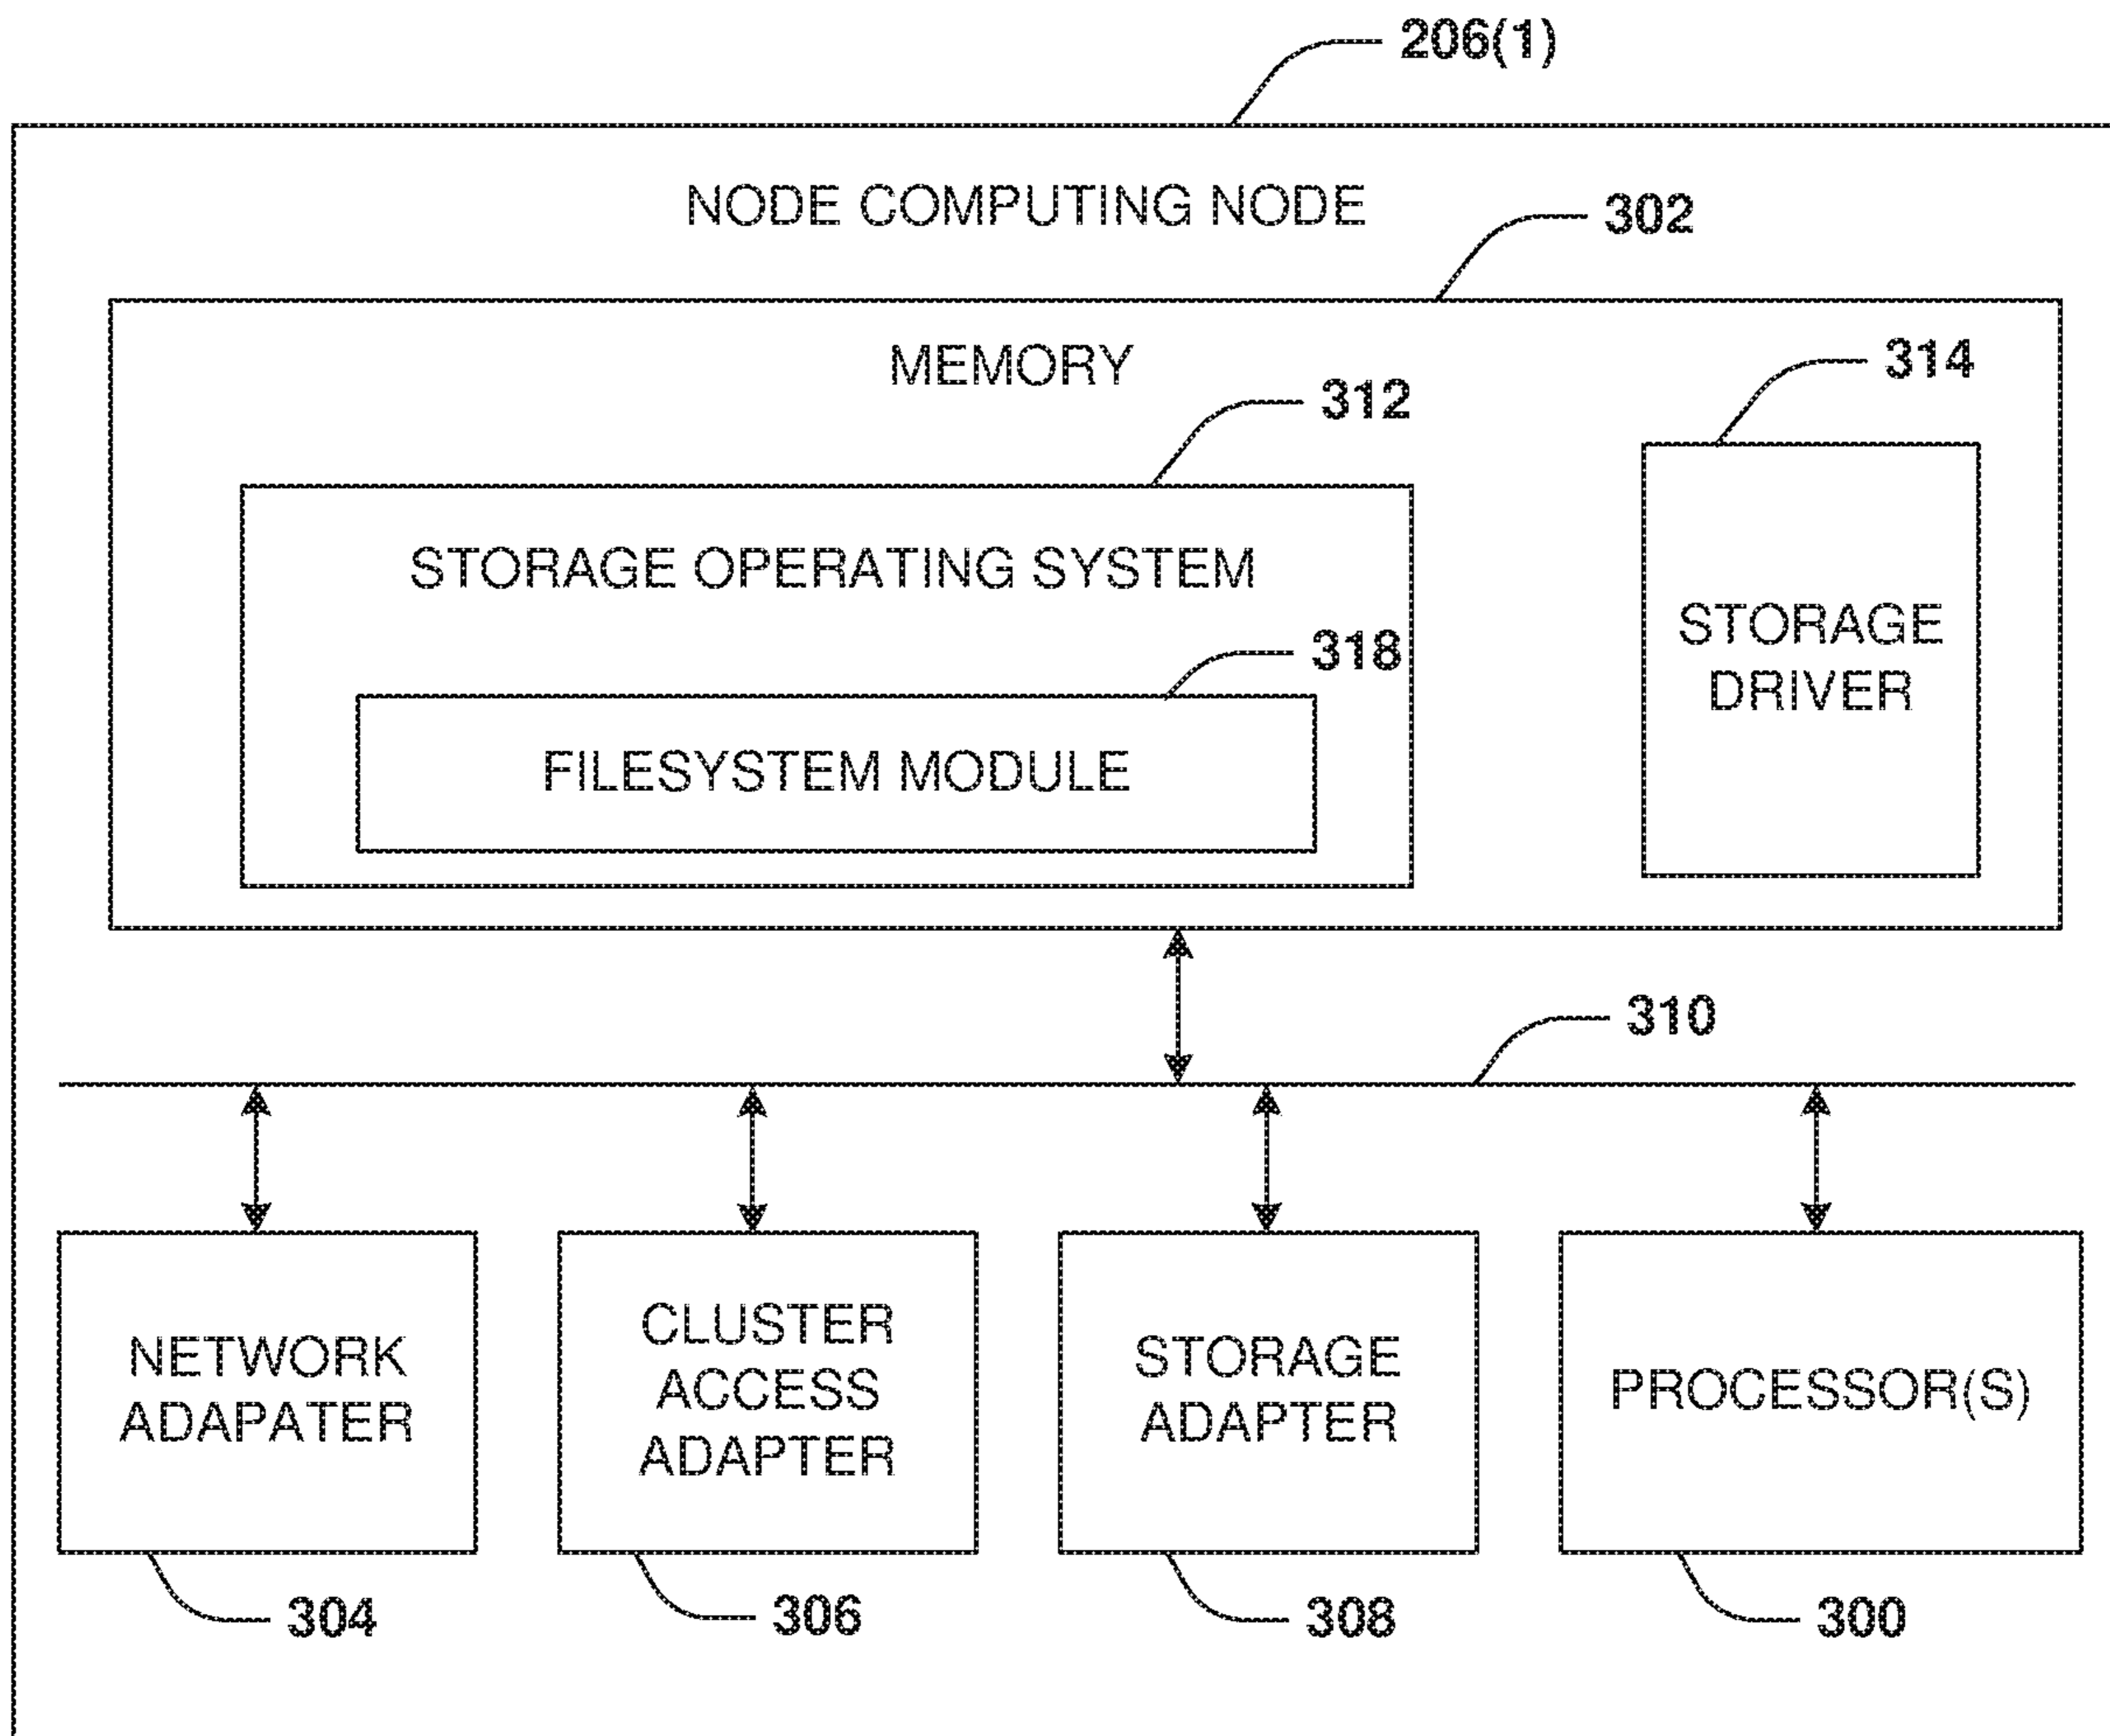 206(1)
NODE COMPUTING NODE
302
MEMORY
314
312
STORAGE OPERATING SYSTEM
STORAGE
DRIVER
318
FILESYSTEM MODULE
310
NETWORK
ADAPATER
CLUSTER
ACCESS
ADAPTER
STORAGE
ADAPTER
PROCESSOR(S)
304
306
308
300